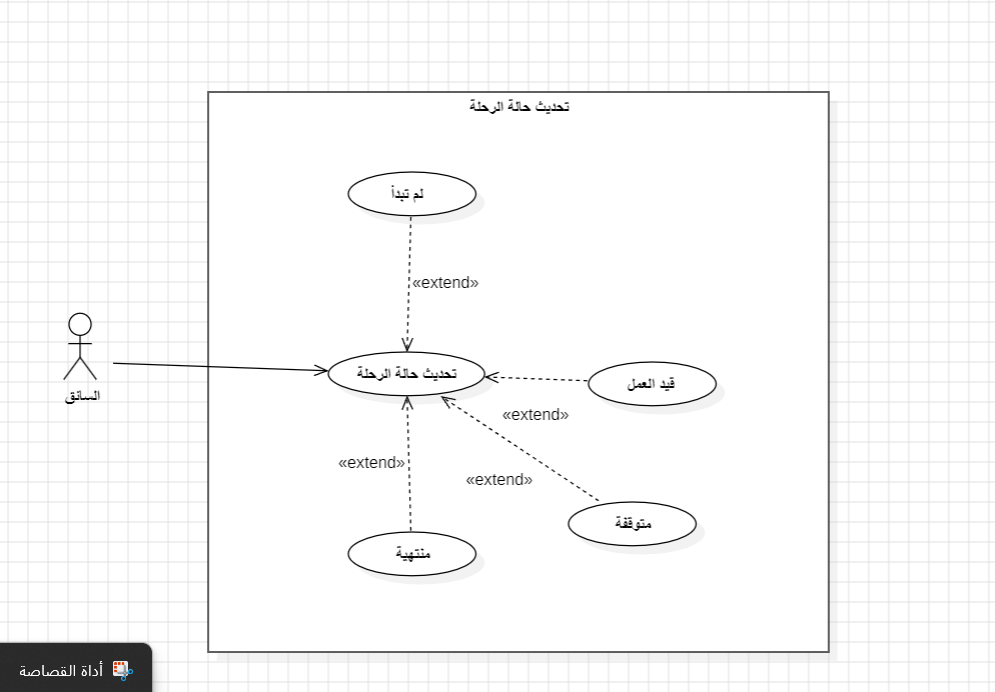 تحديث حالة الرحلة
لم تبدأ
«extend»
تحديث حالة الرحلة
قيد العمل
السائق
«extend»
«extend»
«extend»
متوقفة
منتهية
أداة القصاصة